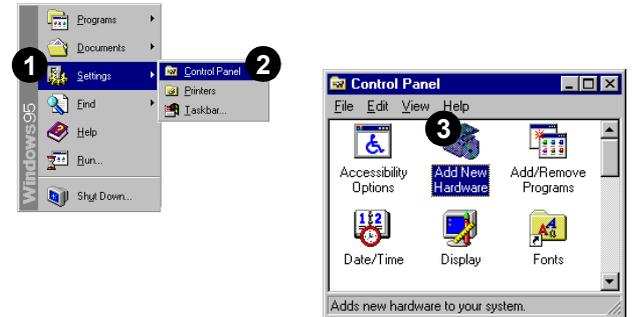 Programs
Documents
1
Settings
Find
Help
Run...
Shut Down...
Windows95
Control Panel
2
Printers
Taskbar...
Control Panel
File Edit View Help
3
Accessibility Options
Add New Hardware
Add/Remove Programs
Date/Time
Display
Fonts
Adds new hardware to your system.